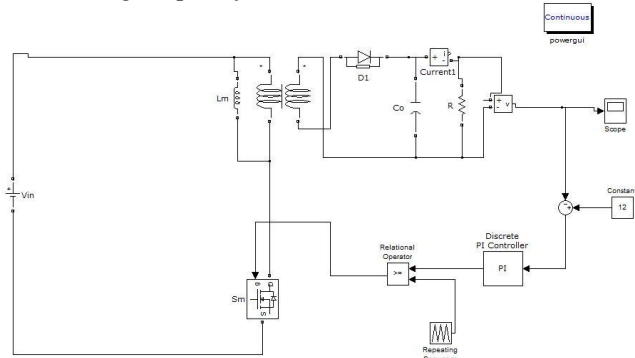 Continuous
powergui
D1
+ i
-
Current1
Lm
Co
R
+
- v
Scope
+
Vin
Constan
12
Discrete
PI Controller
PI
Relational
Operator
>=
Sm
g
D
S
Repeating